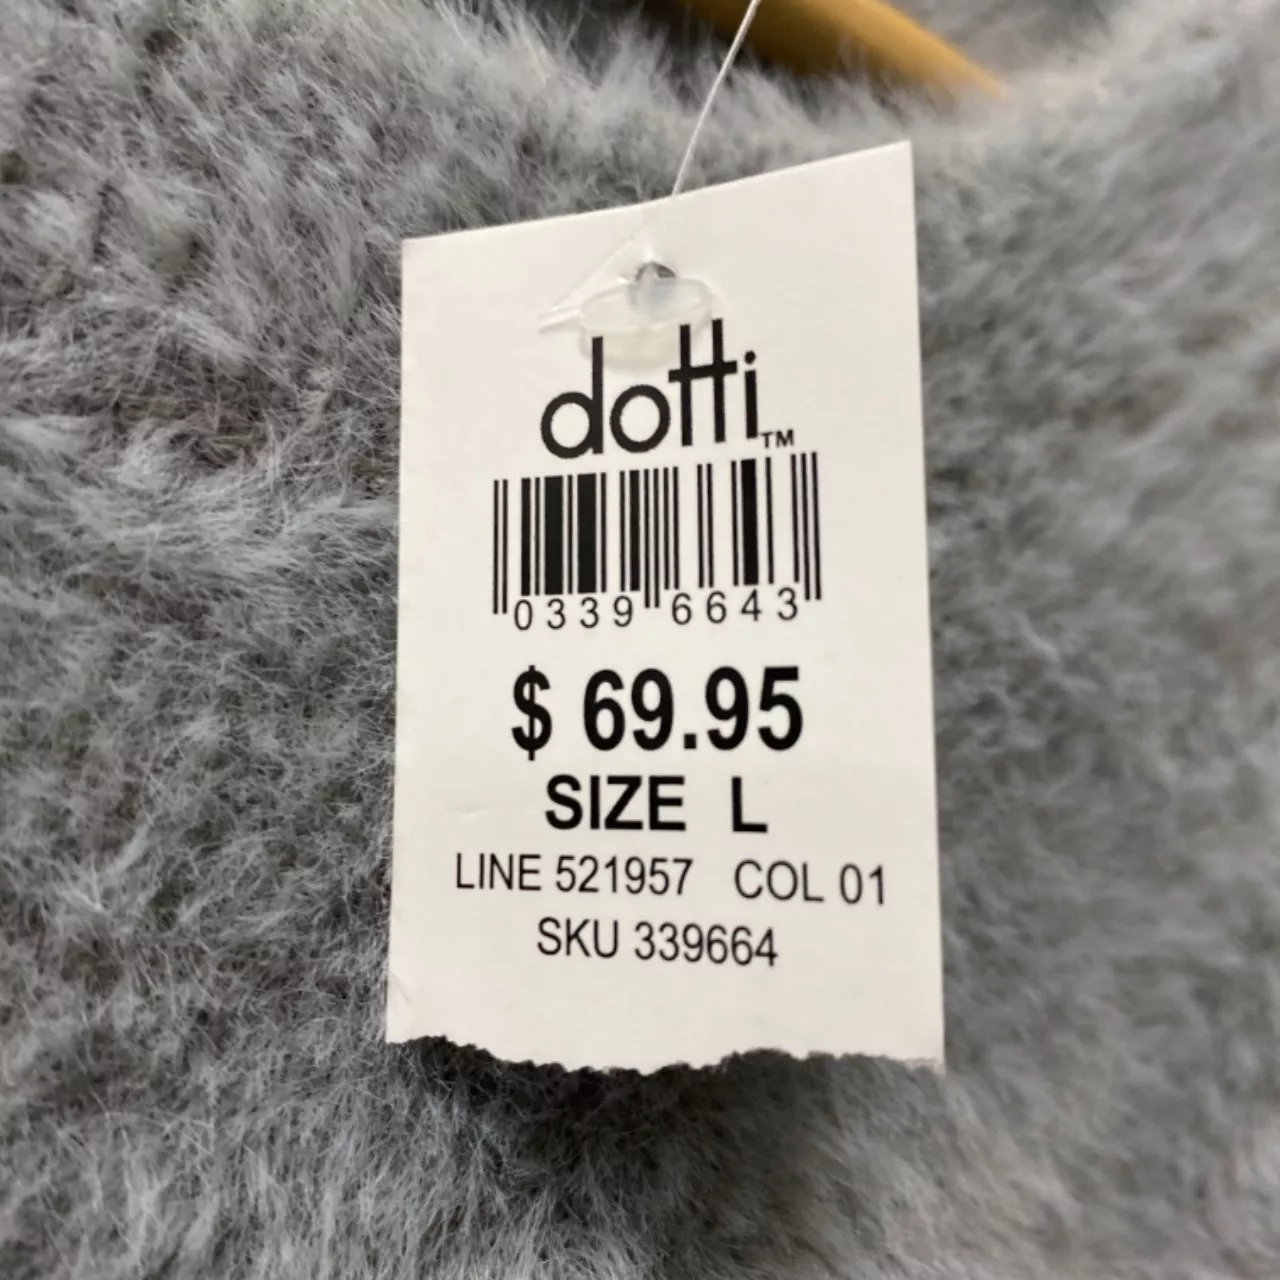 dotti™
0339 6643
$ 69.95
SIZE L
LINE 521957 COL 01
SKU 339664